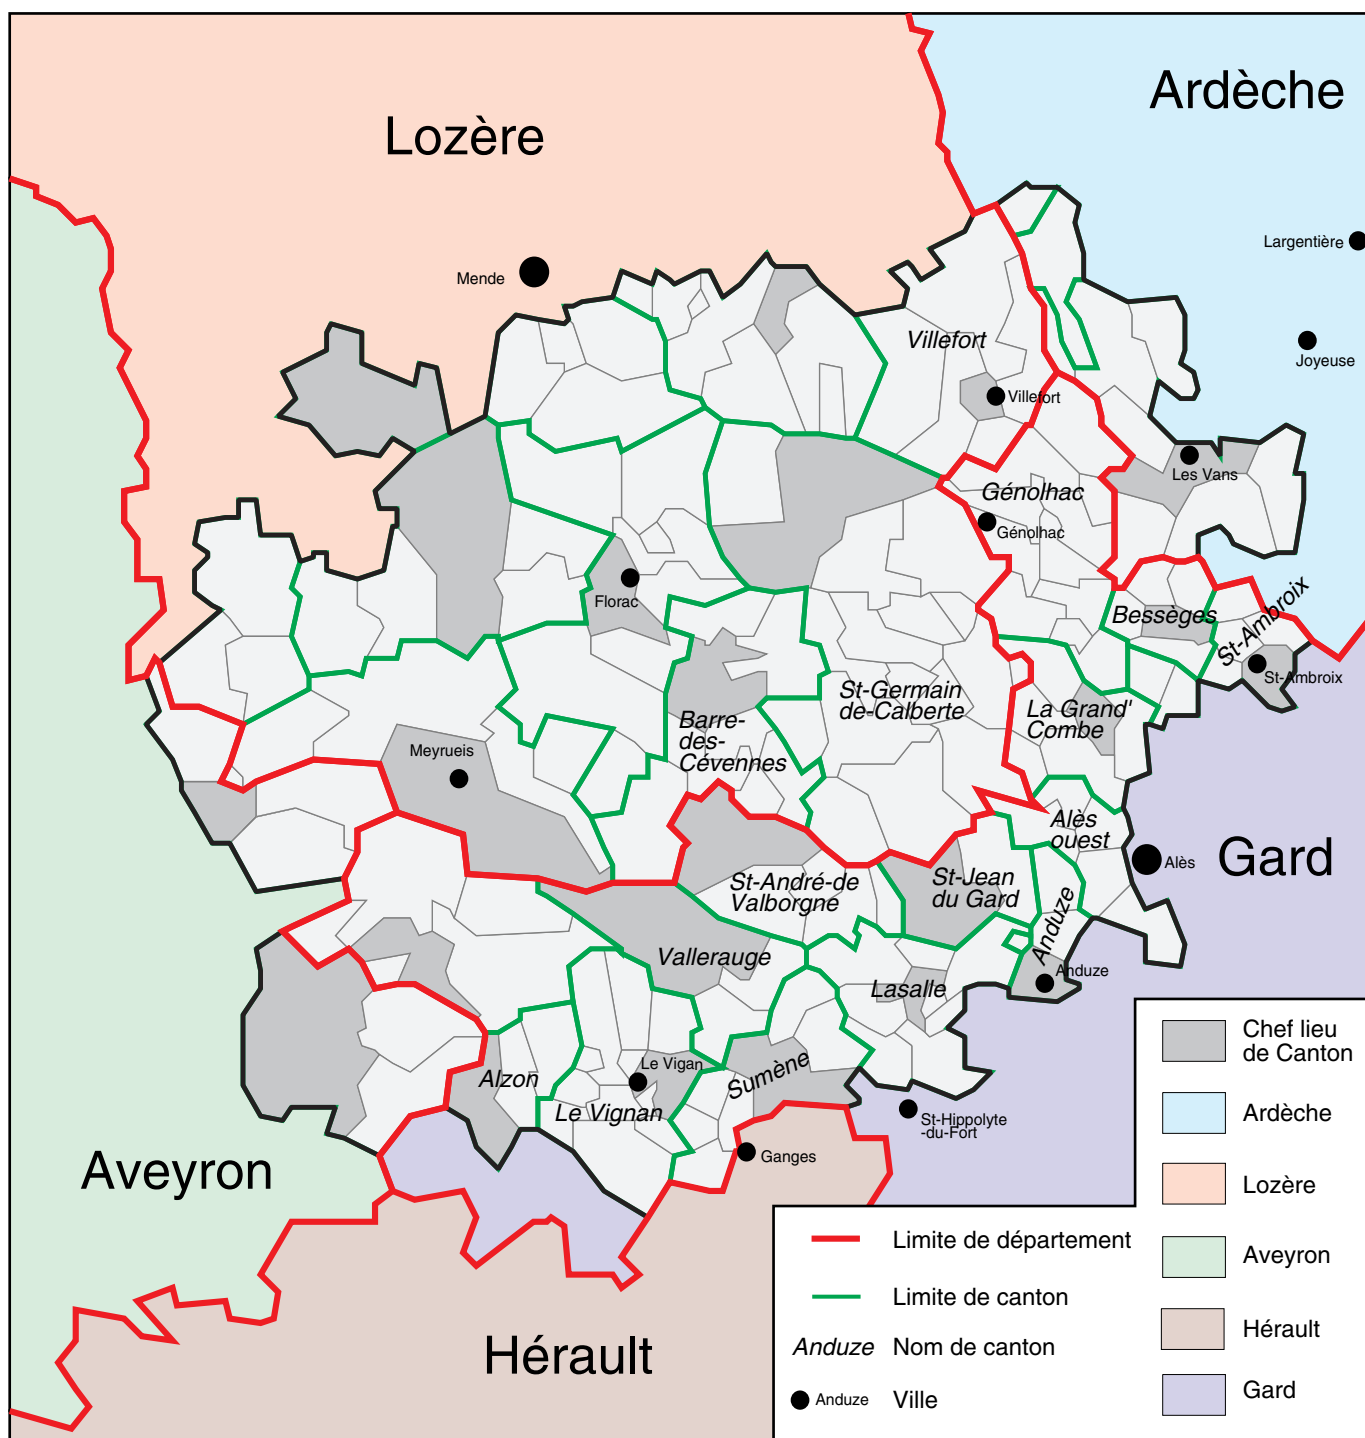 Ardèche
Lozère
Largentière
Mende
Joyeuse
Villefort
Villefort
Les Vans
Génolhac
Génolhac
Florac
Bessèges
St-Ambroix
St-Ambroix
St-Germain
de-Calberte
La Grand'
Combe
Barre-
des-
Cévennes
Meyrueis
Alès
ouest
Alès
Gard
St-Jean
du Gard
St-André-de
Valborgne
Anduze
Vallerauge
Anduze
Lasalle
Le Vigan
Sumène
Alzon
Le Vignan
St-Hippolyte
-du-Fort
Ganges
Aveyron
Hérault
Chef lieu
de Canton
Ardèche
Lozère
Aveyron
Hérault
Gard
Limite de département
Limite de canton
Anduze Nom de canton
Anduze Ville